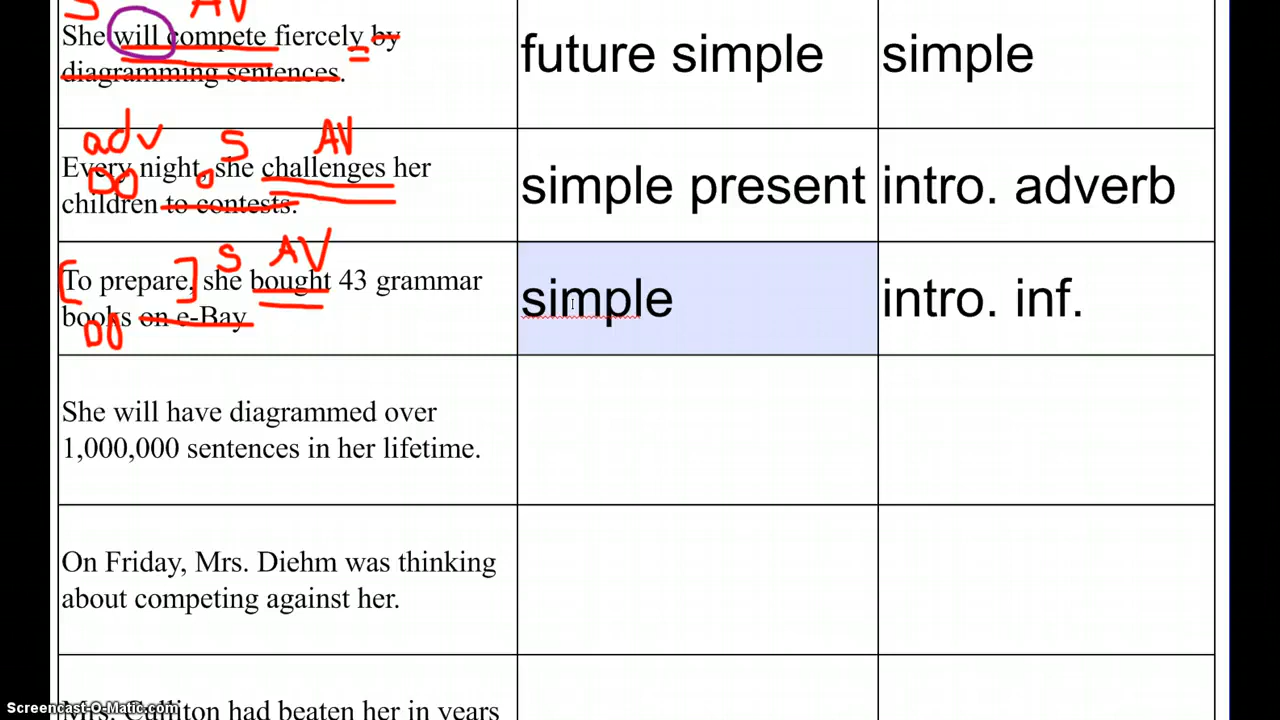 S AV
She will compete fiercely by
diagramming sentences.
future simple
simple
adv S AV
Every night, she challenges her
DO
children to contests.
simple present
intro. adverb
[ ] S AV
To prepare, she bought 43 grammar
books on e-Bay
DO
simple
intro. inf.
She will have diagrammed over
1,000,000 sentences in her lifetime.
On Friday, Mrs. Diehm was thinking
about competing against her.
Mrs. Culliton had beaten her in years
Screencast-O-Matic.com